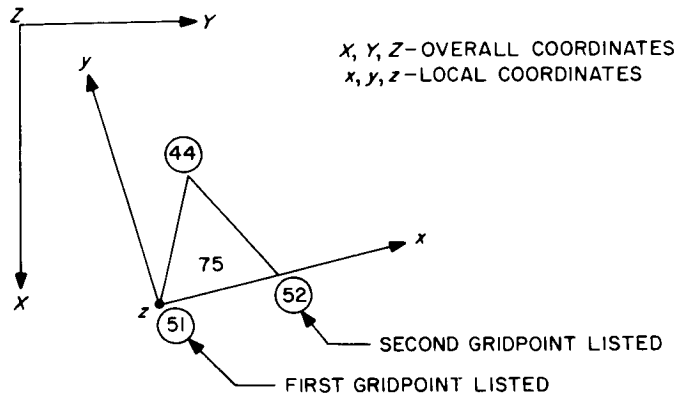 Z
Y
X, Y, Z-OVERALL COORDINATES
x, y, z-LOCAL COORDINATES
y
44
x
75
X
z
52
51
SECOND GRIDPOINT LISTED
FIRST GRIDPOINT LISTED